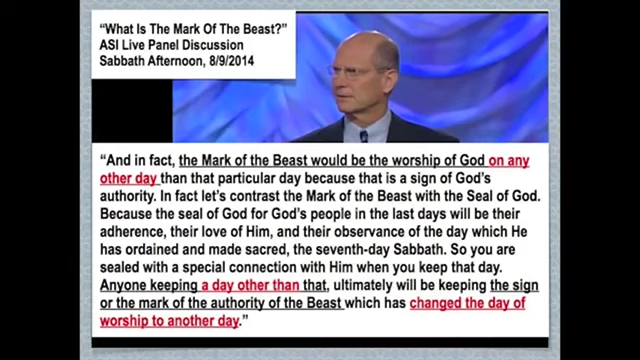 “What Is The Mark Of The Beast?”
ASI Live Panel Discussion
Sabbath Afternoon, 8/9/2014
“And in fact, the Mark of the Beast would be the worship of God on any
other day than that particular day because that is a sign of God’s
authority. In fact let’s contrast the Mark of the Beast with the Seal of God.
Because the seal of God for God’s people in the last days will be their
adherence, their love of Him, and their observance of the day which He
has ordained and made sacred, the seventh-day Sabbath. So you are
sealed with a special connection with Him when you keep that day.
Anyone keeping a day other than that, ultimately will be keeping the sign
or the mark of the authority of the Beast which has changed the day of
worship to another day.”